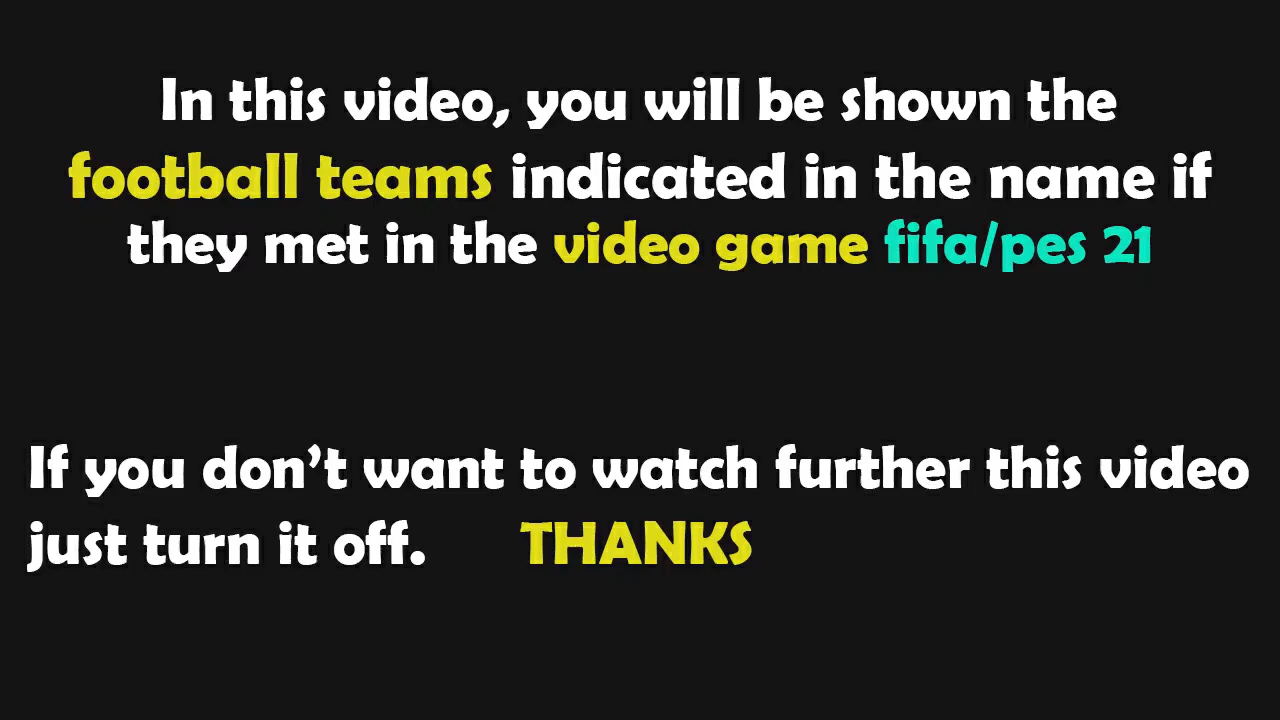 In this video, you will be shown the
football teams indicated in the name if
they met in the video game fifa/pes 21
If you don't want to watch further this video
just turn it off. THANKS